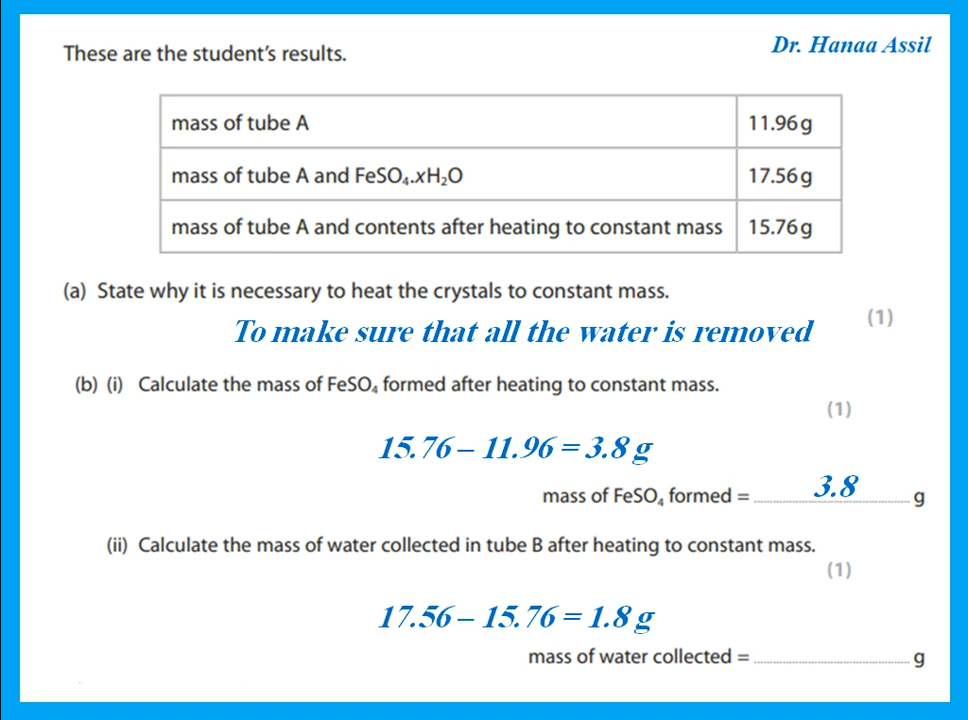 These are the student's results.
Dr. Hanaa Assil
mass of tube A 11.96 g
mass of tube A and FeSO₄.xH₂O 17.56 g
mass of tube A and contents after heating to constant mass 15.76 g
(a) State why it is necessary to heat the crystals to constant mass.
(1)
To make sure that all the water is removed
(b) (i) Calculate the mass of FeSO₄ formed after heating to constant mass.
(1)
15.76 – 11.96 = 3.8 g
mass of FeSO₄ formed = 3.8 g
(ii) Calculate the mass of water collected in tube B after heating to constant mass.
(1)
17.56 – 15.76 = 1.8 g
mass of water collected = ........................................ g